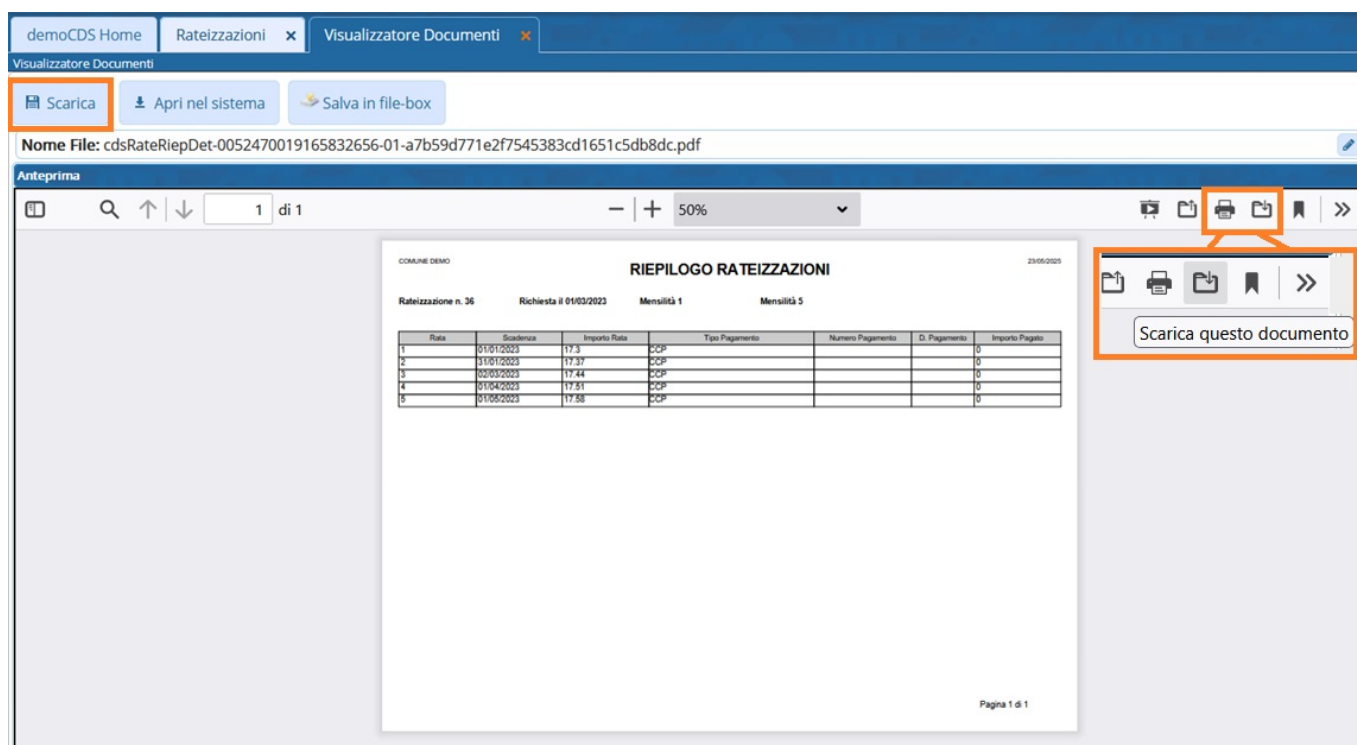 demoCDS Home Rateizzazioni x Visualizzatore Documenti x
Visualizzatore Documenti
Scarica Apri nel sistema Salva in file-box
Nome File: cdsRateRiepDet-0052470019165832656-01-a7b59d771e2f7545383cd1651c5db8dc.pdf
Anteprima
1 di 1 50%
COMUNE DEMO RIEPILOGO RATEIZZAZIONI 23/05/2025
Rateizzazione n. 36 Richiesta il 01/03/2023 Mensilità 1 Mensilità 5
Rata Scadenza Importo Rata Tipo Pagamento Numero Pagamento D. Pagamento Importo Pagato
1 01/01/2023 17.3 CCP 0
2 31/01/2023 17.37 CCP 0
3 02/03/2023 17.44 CCP 0
4 01/04/2023 17.51 CCP 0
5 01/05/2023 17.58 CCP 0
Scarica questo documento
Pagina 1 di 1